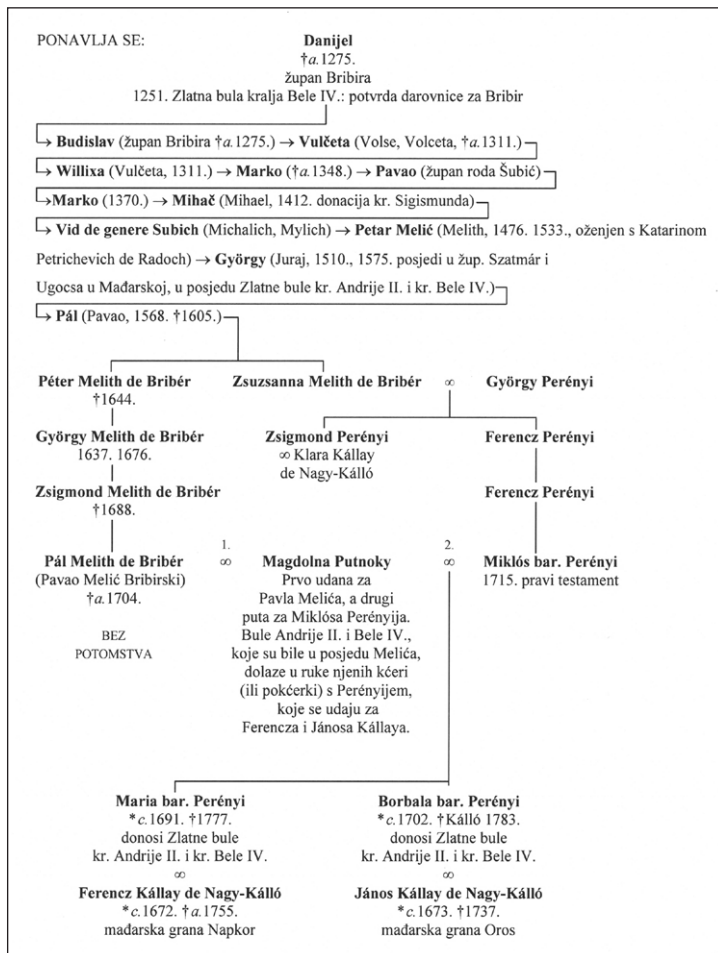 PONAVLJA SE:
Danijel
†a.1275.
župan Bribira
1251. Zlatna bula kralja Bele IV.: potvrda darovnice za Bribir
Budislav (župan Bribira †a.1275.) → Vulčeta (Volse, Volceta, †a.1311.)
Willixa (Vulčeta, 1311.) → Marko (†a.1348.) → Pavao (župan roda Šubić)
Marko (1370.) → Mihač (Mihael, 1412. donacija kr. Sigismunda)
Vid de genere Subich (Michalich, Mylich) → Petar Melić (Melith, 1476. 1533., oženjen s Katarinom
Petrichevich de Radoch) → György (Juraj, 1510., 1575. posjedi u žup. Szatmár i
Ugocsa u Mađarskoj, u posjedu Zlatne bule kr. Andrije II. i kr. Bele IV.)
Pál (Pavao, 1568. †1605.)
Péter Melith de Bribér
†1644.
Zsuzsanna Melith de Bribér
∞
György Perényi
György Melith de Bribér
1637. 1676.
Zsigmond Perényi
∞ Klara Kállay
de Nagy-Kálló
Ferencz Perényi
Zsigmond Melith de Bribér
†1688.
Ferencz Perényi
Pál Melith de Bribér
(Pavao Melić Bribirski)
†a.1704.
BEZ
POTOMSTVA
1.
∞
Magdolna Putnoky
Prvo udana za
Pavla Melića, a drugi
puta za Miklósa Perényija.
Bule Andrije II. i Bele IV.,
koje su bile u posjedu Melića,
dolaze u ruke njenih kćeri
(ili pokćerki) s Perényijem,
koje se udaju za
Ferencza i Jánosa Kállaya.
2.
∞
Miklós bar. Perényi
1715. pravi testament
Maria bar. Perényi
*c.1691. †1777.
donosi Zlatne bule
kr. Andrije II. i kr. Bele IV.
∞
Ferencz Kállay de Nagy-Kálló
*c.1672. †a.1755.
mađarska grana Napkor
Borbala bar. Perényi
*c.1702. †Kálló 1783.
donosi Zlatne bule
kr. Andrije II. i kr. Bele IV.
∞
János Kállay de Nagy-Kálló
*c.1673. †1737.
mađarska grana Oros